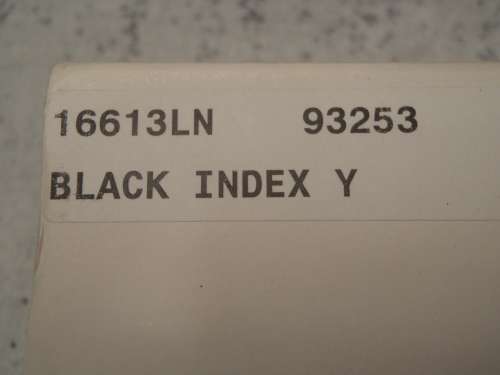 16613LN 93253
BLACK INDEX Y